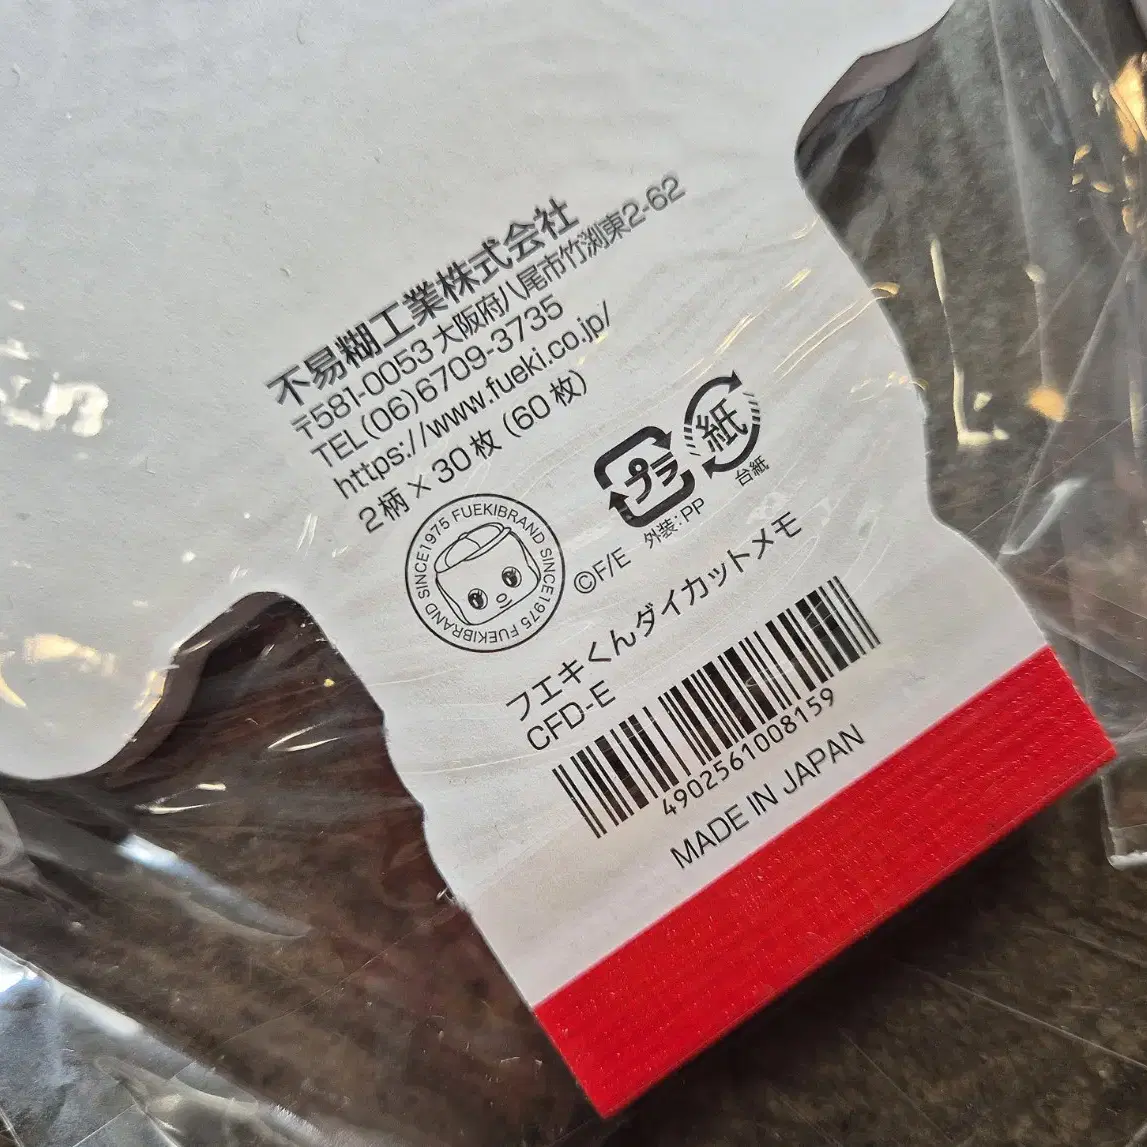 不易糊工業株式会社
〒581-0053 大阪府八尾市竹渕東2-62
TEL(06)6709-3735
https://www.fueki.co.jp/
2柄×30枚(60枚)
FUEKIBRAND SINCE1975 FUEKIBRAND SINCE1975
©F/E
プラ
外装:PP
紙
台紙
フエキくんダイカットメモ
CFD-E
4902561008159
MADE IN JAPAN